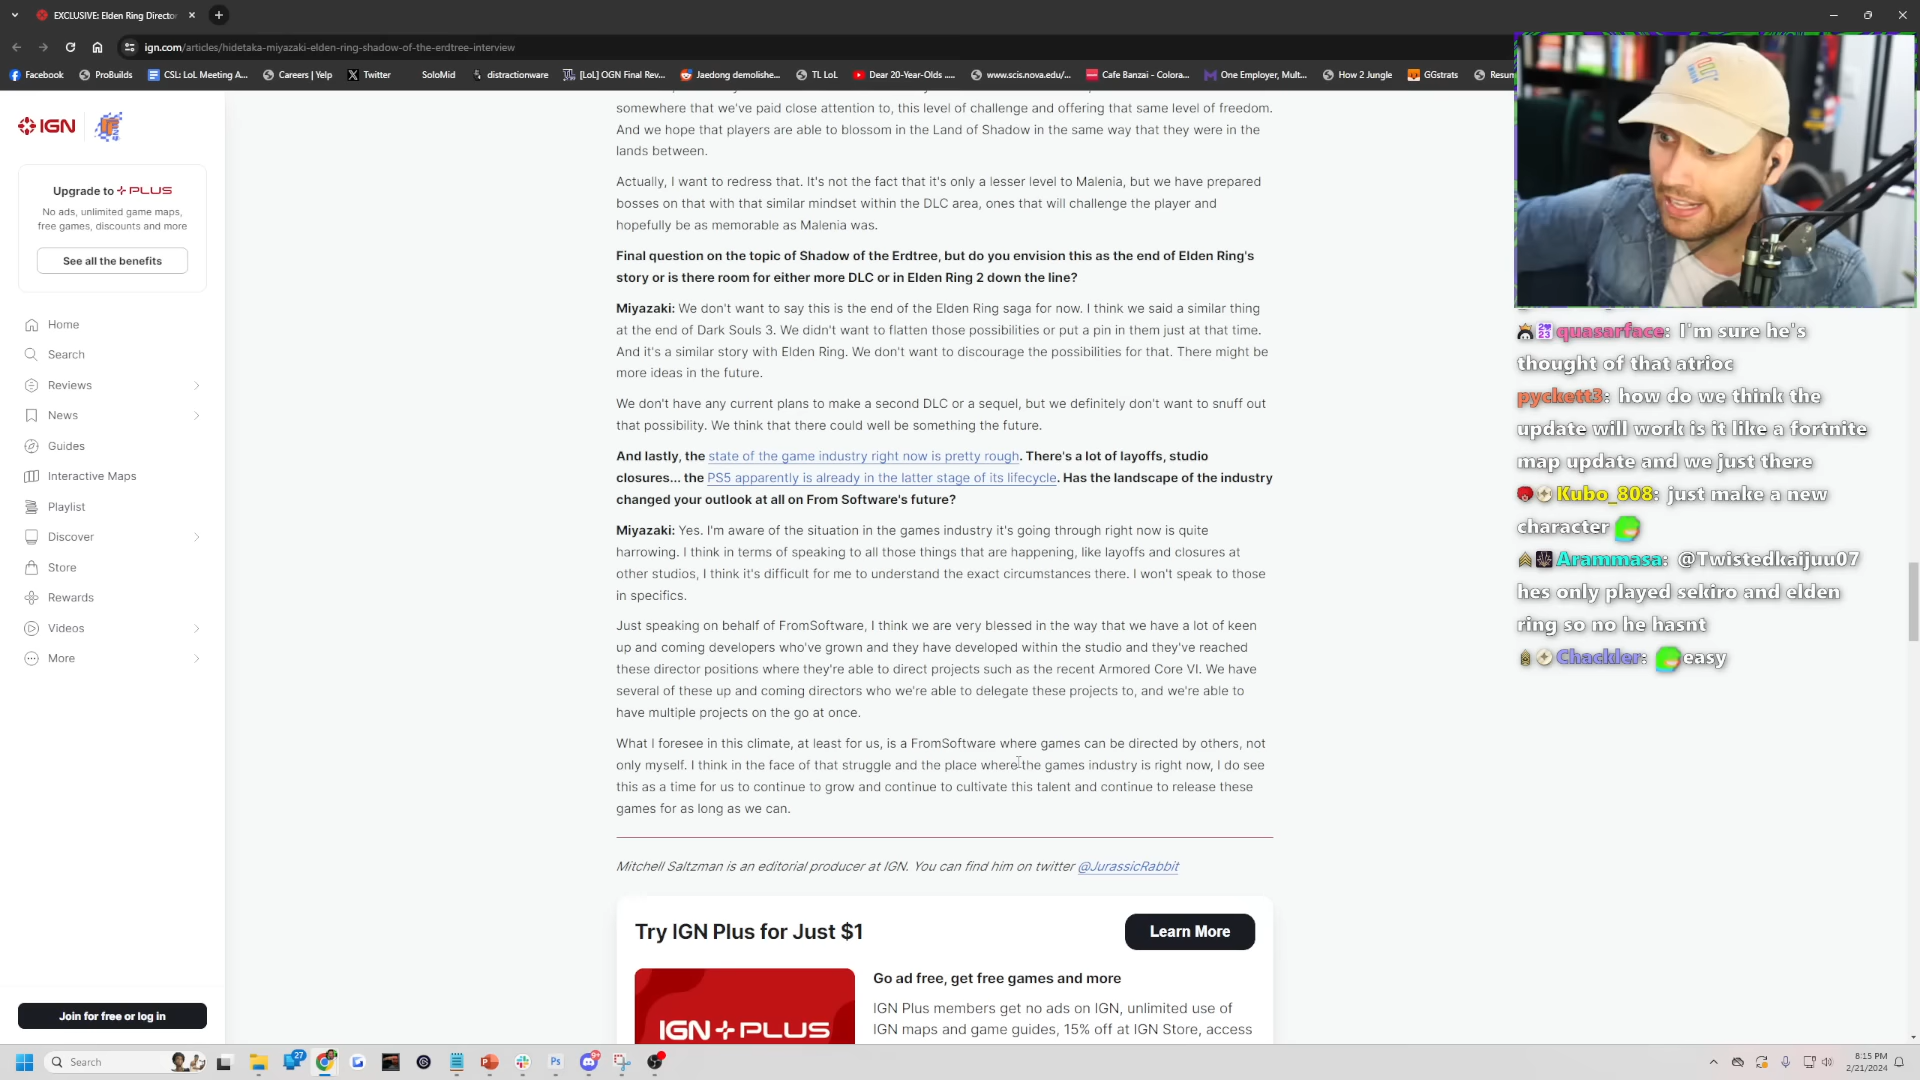 EXCLUSIVE: Elden Ring Director
ign.com/articles/hidetaka-miyazaki-elden-ring-shadow-of-the-erdtree-interview
Facebook
ProBuilds
CSL: LoL Meeting A...
Careers | Yelp
Twitter
SoloMid
distractionware
[LoL] OGN Final Rev...
Jaedong demolishe...
TL LoL
Dear 20-Year-Olds ....
www.scis.nova.edu/...
Cafe Banzai - Colora...
One Employer, Mult...
How 2 Jungle
GGstrats
Resum
IGN
Upgrade to PLUS
No ads, unlimited game maps,
free games, discounts and more
See all the benefits
Home
Search
Reviews
News
Guides
Interactive Maps
Playlist
Discover
Store
Rewards
Videos
More
Join for free or log in
somewhere that we've paid close attention to, this level of challenge and offering that same level of freedom.
And we hope that players are able to blossom in the Land of Shadow in the same way that they were in the
lands between.
Actually, I want to redress that. It's not the fact that it's only a lesser level to Malenia, but we have prepared
bosses on that with that similar mindset within the DLC area, ones that will challenge the player and
hopefully be as memorable as Malenia was.
Final question on the topic of Shadow of the Erdtree, but do you envision this as the end of Elden Ring's
story or is there room for either more DLC or in Elden Ring 2 down the line?
Miyazaki: We don't want to say this is the end of the Elden Ring saga for now. I think we said a similar thing
at the end of Dark Souls 3. We didn't want to flatten those possibilities or put a pin in them just at that time.
And it's a similar story with Elden Ring. We don't want to discourage the possibilities for that. There might be
more ideas in the future.
We don't have any current plans to make a second DLC or a sequel, but we definitely don't want to snuff out
that possibility. We think that there could well be something the future.
And lastly, the state of the game industry right now is pretty rough. There's a lot of layoffs, studio
closures... the PS5 apparently is already in the latter stage of its lifecycle. Has the landscape of the industry
changed your outlook at all on From Software's future?
Miyazaki: Yes. I'm aware of the situation in the games industry it's going through right now is quite
harrowing. I think in terms of speaking to all those things that are happening, like layoffs and closures at
other studios, I think it's difficult for me to understand the exact circumstances there. I won't speak to those
in specifics.
Just speaking on behalf of FromSoftware, I think we are very blessed in the way that we have a lot of keen
up and coming developers who've grown and they have developed within the studio and they've reached
these director positions where they're able to direct projects such as the recent Armored Core VI. We have
several of these up and coming directors who we're able to delegate these projects to, and we're able to
have multiple projects on the go at once.
What I foresee in this climate, at least for us, is a FromSoftware where games can be directed by others, not
only myself. I think in the face of that struggle and the place where the games industry is right now, I do see
this as a time for us to continue to grow and continue to cultivate this talent and continue to release these
games for as long as we can.
Mitchell Saltzman is an editorial producer at IGN. You can find him on twitter @JurassicRabbit
Try IGN Plus for Just $1
Learn More
IGN PLUS
Go ad free, get free games and more
IGN Plus members get no ads on IGN, unlimited use of
IGN maps and game guides, 15% off at IGN Store, access
quasarface: I'm sure he's
thought of that atrioc
pyckett3: how do we think the
update will work is it like a fortnite
map update and we just there
Kubo_808: just make a new
character
Arammasa: @Twistedkaijuu07
hes only played sekiro and elden
ring so no he hasnt
Chackler: easy
Search
27
8:15 PM
2/21/2024